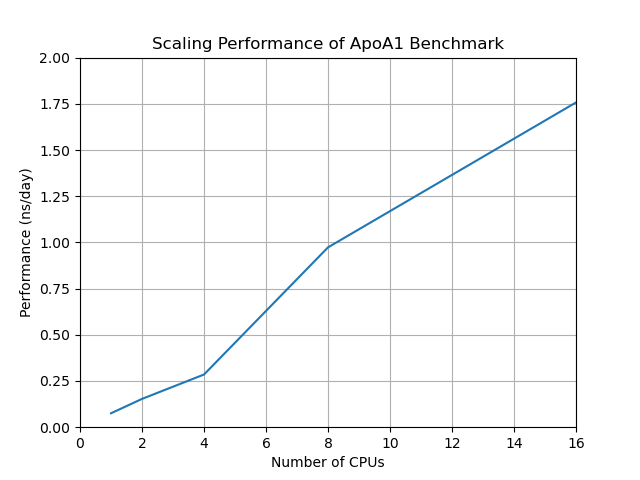 Scaling Performance of ApoA1 Benchmark
2.00
1.75
1.50
1.25
1.00
0.75
0.50
0.25
0.00
Performance (ns/day)
0 2 4 6 8 10 12 14 16
Number of CPUs